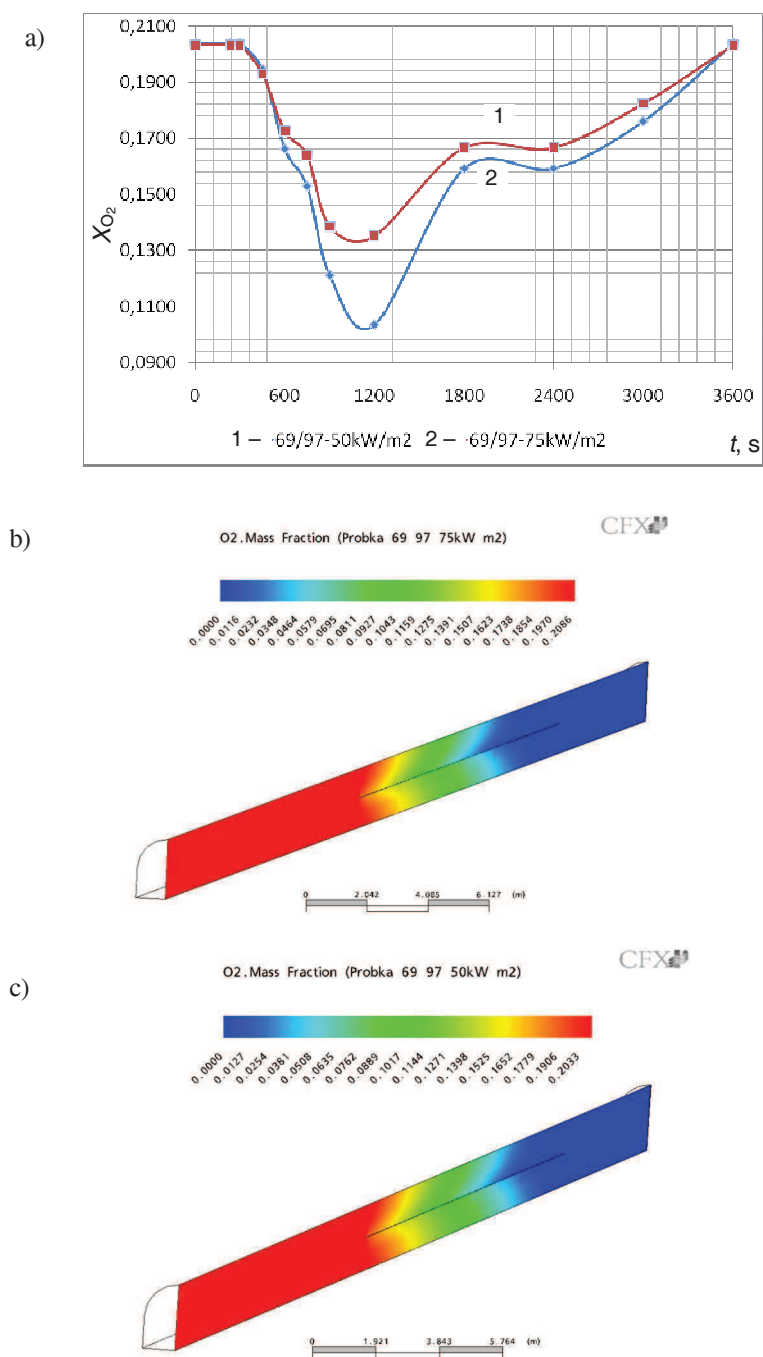 a)
0,2100
0,1900
0,1700
0,1500
0,1300
0,1100
0,0900
XO₂
1
2
0 600 1200 1800 2400 3000 3600
1 – 69/97-50kW/m2 2 – 69/97-75kW/m2
t, s
b)
CFX
O2.Mass Fraction (Probka 69 97 75kW m2)
0.0000 0.0116 0.0232 0.0348 0.0464 0.0579 0.0695 0.0811 0.0927 0.1043 0.1159 0.1275 0.1391 0.1507 0.1623 0.1738 0.1854 0.1970 0.2086
0 2.042 4.085 6.127 (m)
c)
CFX
O2.Mass Fraction (Probka 69 97 50kW m2)
0.0000 0.0127 0.0254 0.0381 0.0508 0.0635 0.0762 0.0889 0.1017 0.1144 0.1271 0.1398 0.1525 0.1652 0.1779 0.1906 0.2033
0 1.921 3.843 5.764 (m)